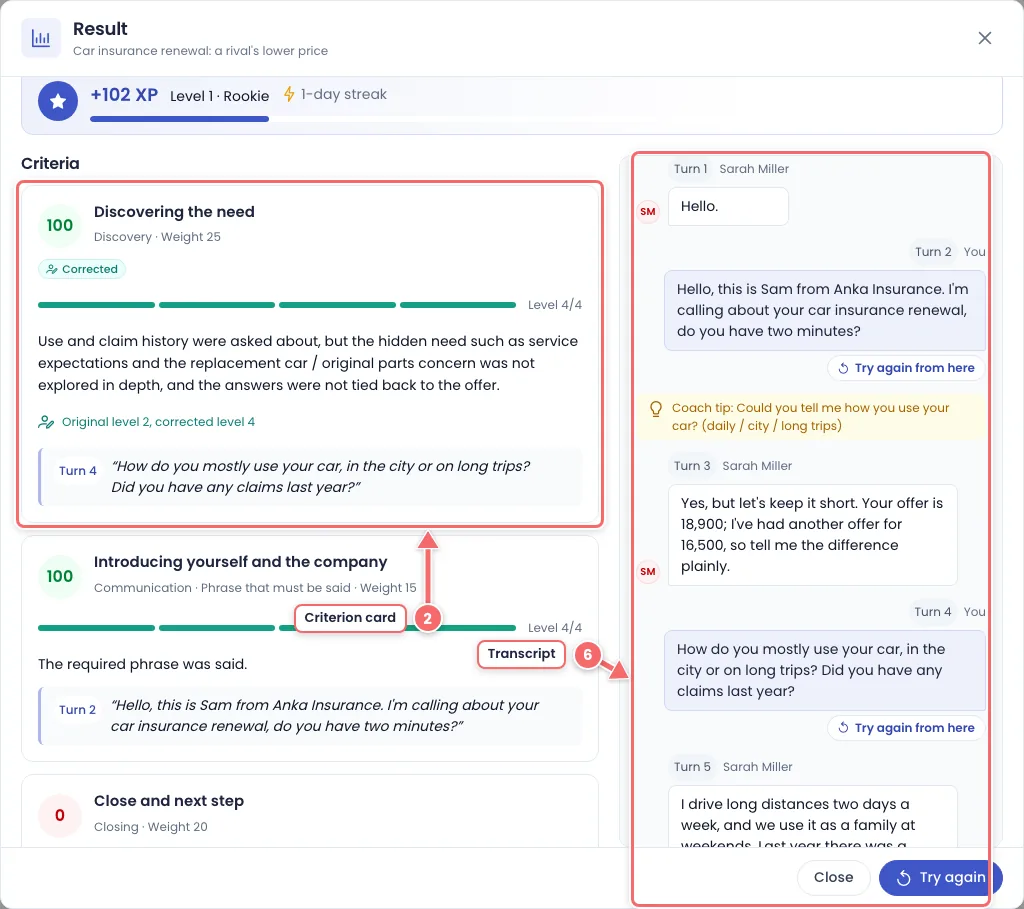 Result
Car insurance renewal: a rival's lower price
+102 XP Level 1 · Rookie 1-day streak
Criteria
100
Discovering the need
Discovery · Weight 25
Corrected
Level 4/4
Use and claim history were asked about, but the hidden need such as service
expectations and the replacement car / original parts concern was not
explored in depth, and the answers were not tied back to the offer.
Original level 2, corrected level 4
Turn 4
“How do you mostly use your car, in the city or on long trips?
Did you have any claims last year?”
100
Introducing yourself and the company
Communication · Phrase that must be said · Weight 15
Criterion card
2
Level 4/4
Transcript
6
The required phrase was said.
Turn 2
“Hello, this is Sam from Anka Insurance. I'm calling about your
car insurance renewal, do you have two minutes?”
0
Close and next step
Closing · Weight 20
Turn 1 Sarah Miller
SM
Hello.
Turn 2 You
Hello, this is Sam from Anka Insurance. I'm
calling about your car insurance renewal,
do you have two minutes?
Try again from here
Coach tip: Could you tell me how you use your
car? (daily / city / long trips)
Turn 3 Sarah Miller
Yes, but let's keep it short. Your offer is
18,900; I've had another offer for
16,500, so tell me the difference
plainly.
SM
Turn 4 You
How do you mostly use your car, in the
city or on long trips? Did you have any
claims last year?
Try again from here
Turn 5 Sarah Miller
I drive long distances two days a
week, and we use it as a family at
weekends. Last year there was a
Close
Try again